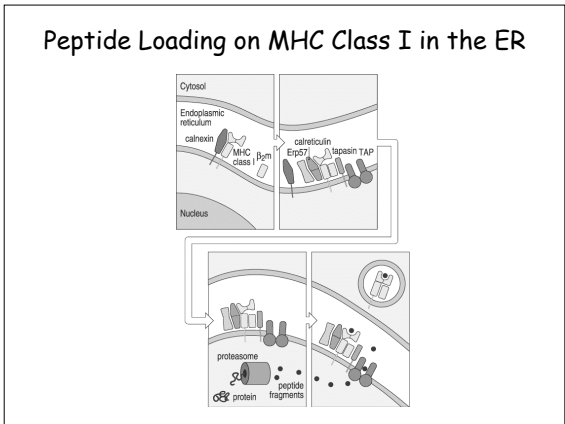 Peptide Loading on MHC Class I in the ER
Cytosol
Endoplasmic
reticulum
calnexin
MHC
class I
β2m
Nucleus
calreticulin
Erp57
tapasin TAP
proteasome
protein
peptide
fragments